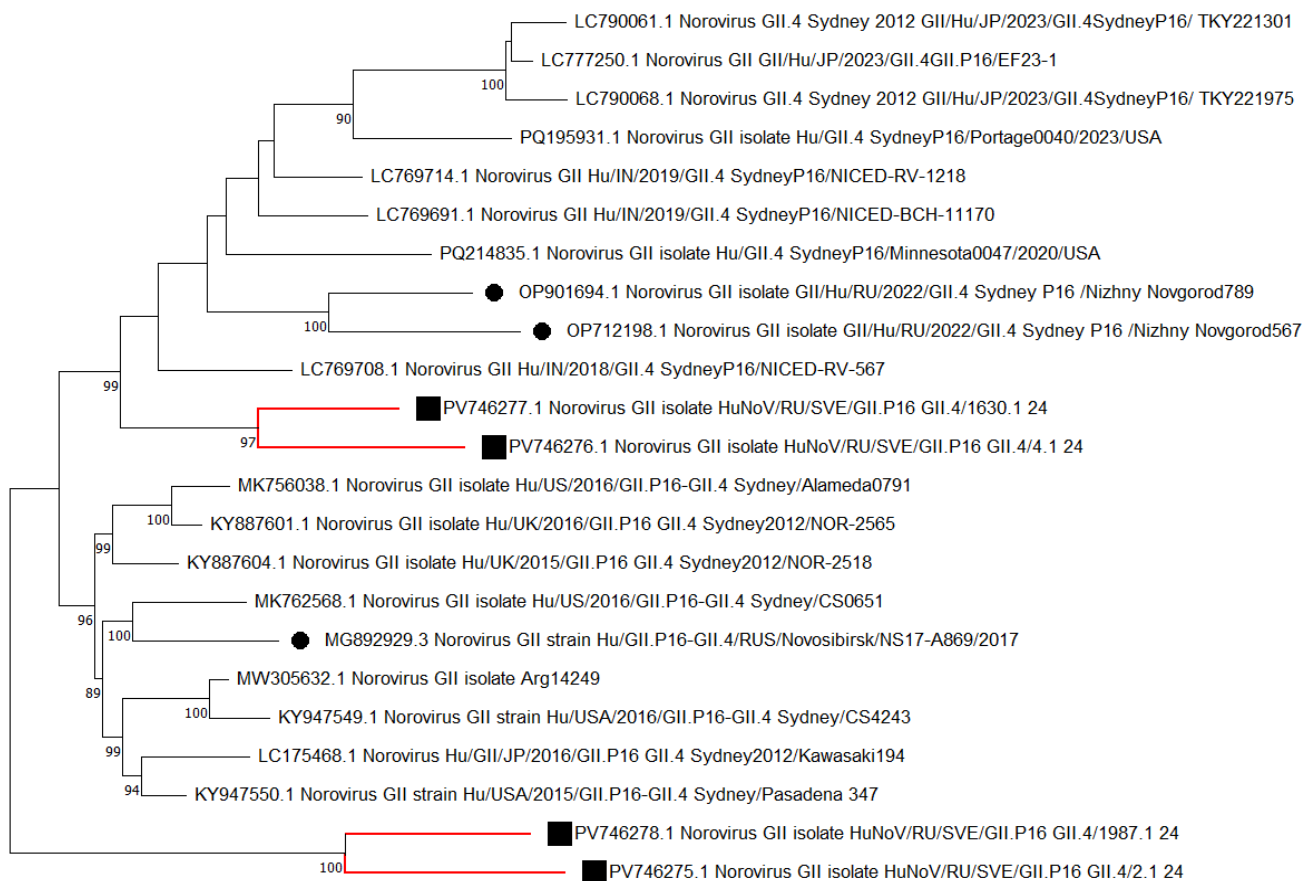 LC790061.1 Norovirus GII.4 Sydney 2012 GII/Hu/JP/2023/GII.4SydneyP16/ TKY221301
LC777250.1 Norovirus GII GII/Hu/JP/2023/GII.4GII.P16/EF23-1
100
LC790068.1 Norovirus GII.4 Sydney 2012 GII/Hu/JP/2023/GII.4SydneyP16/ TKY221975
90
PQ195931.1 Norovirus GII isolate Hu/GII.4 SydneyP16/Portage0040/2023/USA
LC769714.1 Norovirus GII Hu/IN/2019/GII.4 SydneyP16/NICED-RV-1218
LC769691.1 Norovirus GII Hu/IN/2019/GII.4 SydneyP16/NICED-BCH-11170
PQ214835.1 Norovirus GII isolate Hu/GII.4 SydneyP16/Minnesota0047/2020/USA
OP901694.1 Norovirus GII isolate GII/Hu/RU/2022/GII.4 Sydney P16 /Nizhny Novgorod789
100
OP712198.1 Norovirus GII isolate GII/Hu/RU/2022/GII.4 Sydney P16 /Nizhny Novgorod567
LC769708.1 Norovirus GII Hu/IN/2018/GII.4 SydneyP16/NICED-RV-567
99
PV746277.1 Norovirus GII isolate HuNoV/RU/SVE/GII.P16 GII.4/1630.1 24
97
PV746276.1 Norovirus GII isolate HuNoV/RU/SVE/GII.P16 GII.4/4.1 24
MK756038.1 Norovirus GII isolate Hu/US/2016/GII.P16-GII.4 Sydney/Alameda0791
100
KY887601.1 Norovirus GII isolate Hu/UK/2016/GII.P16 GII.4 Sydney2012/NOR-2565
99
KY887604.1 Norovirus GII isolate Hu/UK/2015/GII.P16 GII.4 Sydney2012/NOR-2518
MK762568.1 Norovirus GII isolate Hu/US/2016/GII.P16-GII.4 Sydney/CS0651
96
100
MG892929.3 Norovirus GII strain Hu/GII.P16-GII.4/RUS/Novosibirsk/NS17-A869/2017
MW305632.1 Norovirus GII isolate Arg14249
89
100
KY947549.1 Norovirus GII strain Hu/USA/2016/GII.P16-GII.4 Sydney/CS4243
99
LC175468.1 Norovirus Hu/GII/JP/2016/GII.P16 GII.4 Sydney2012/Kawasaki194
94
KY947550.1 Norovirus GII strain Hu/USA/2015/GII.P16-GII.4 Sydney/Pasadena 347
PV746278.1 Norovirus GII isolate HuNoV/RU/SVE/GII.P16 GII.4/1987.1 24
100
PV746275.1 Norovirus GII isolate HuNoV/RU/SVE/GII.P16 GII.4/2.1 24